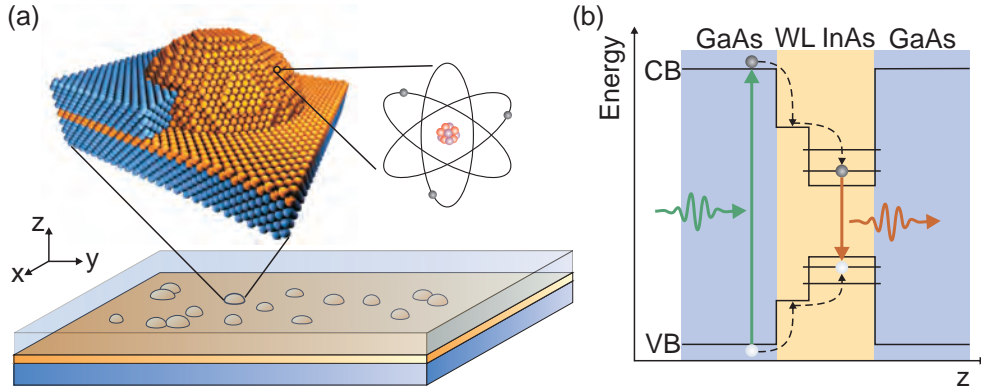 (a)
z
y
x
(b)
Energy
GaAs WL InAs GaAs
CB
VB
z